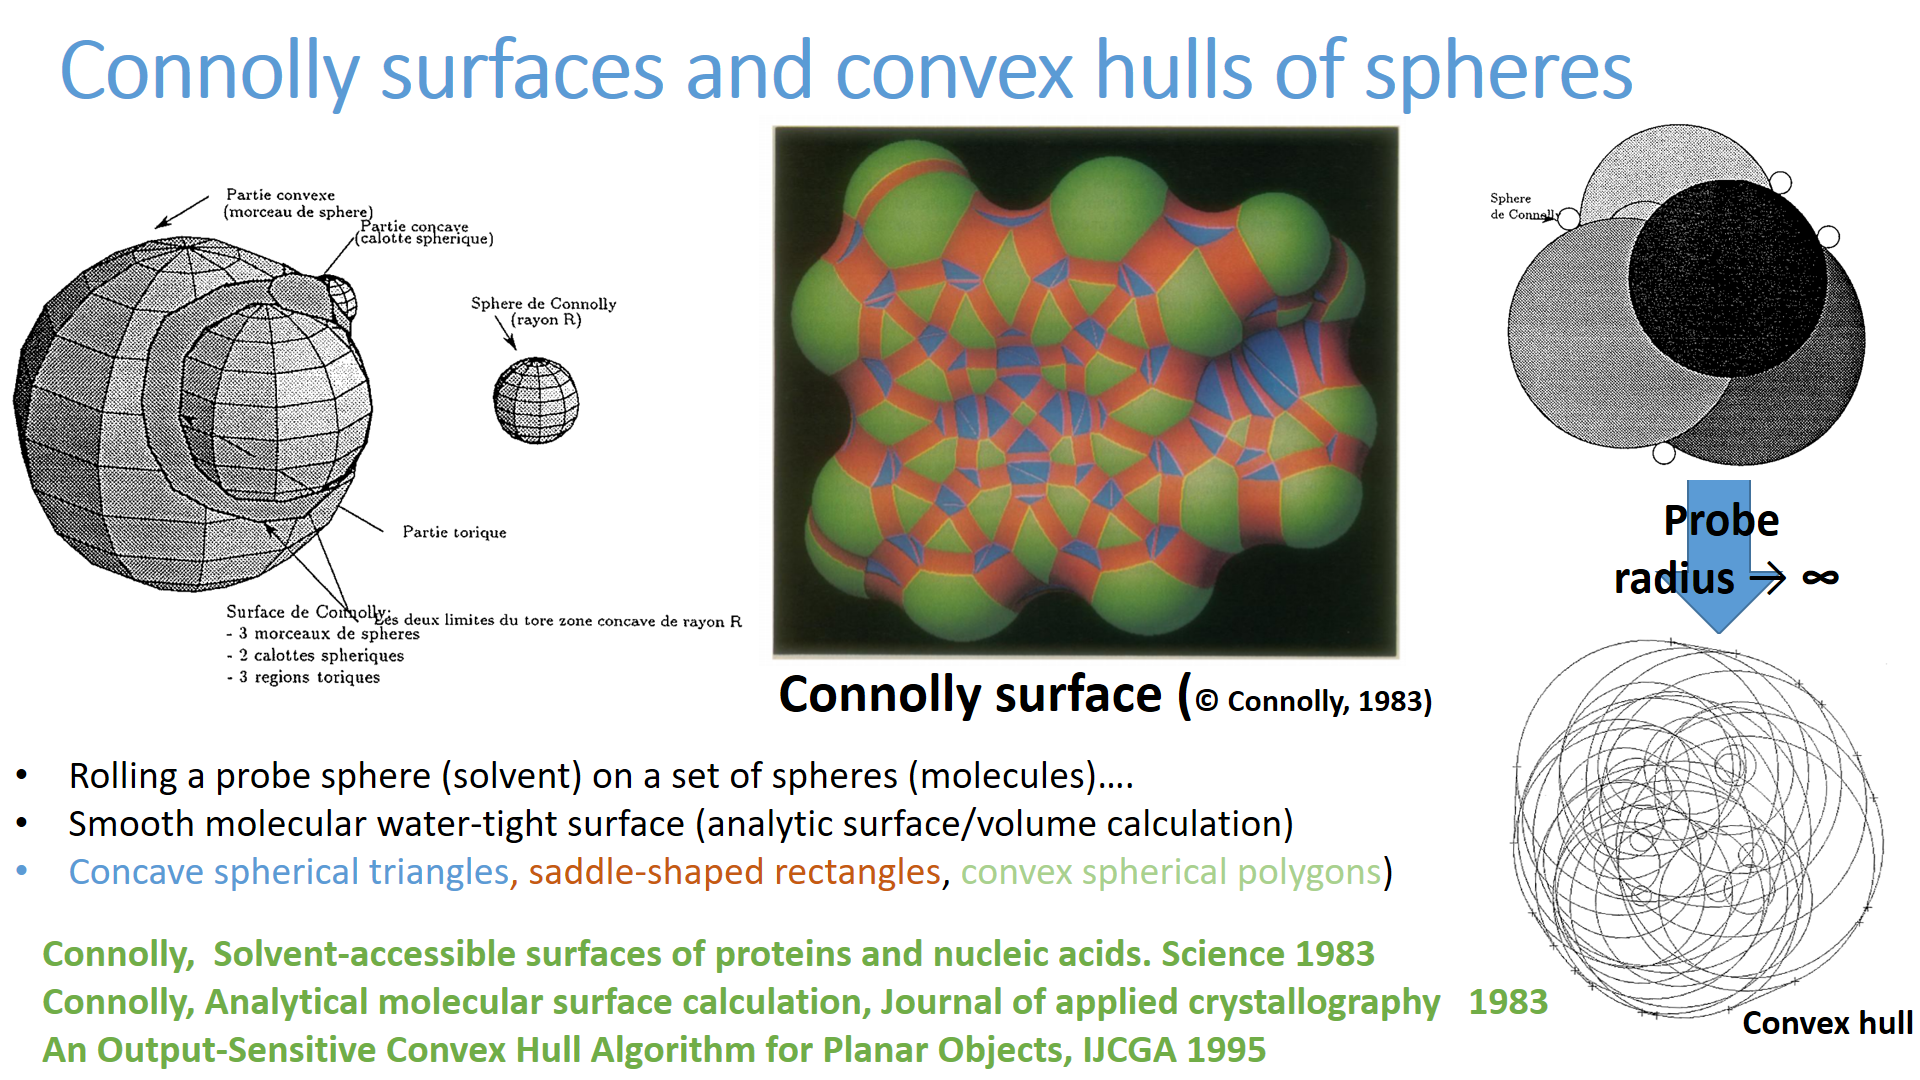 Connolly surfaces and convex hulls of spheres
Partie convexe
(morceau de sphere)
Partie concave
(calotte spherique)
Sphere de Connolly
(rayon R)
Partie torique
Surface de Connolly:
- 3 morceaux de spheres
- 2 calottes spheriques
- 3 regions toriques
Les deux limites du tore zone concave de rayon R
Connolly surface (© Connolly, 1983)
Sphere
de Connolly
Probe
radius → ∞
Convex hull
• Rolling a probe sphere (solvent) on a set of spheres (molecules)....
• Smooth molecular water-tight surface (analytic surface/volume calculation)
• Concave spherical triangles, saddle-shaped rectangles, convex spherical polygons)
Connolly, Solvent-accessible surfaces of proteins and nucleic acids. Science 1983
Connolly, Analytical molecular surface calculation, Journal of applied crystallography 1983
An Output-Sensitive Convex Hull Algorithm for Planar Objects, IJCGA 1995